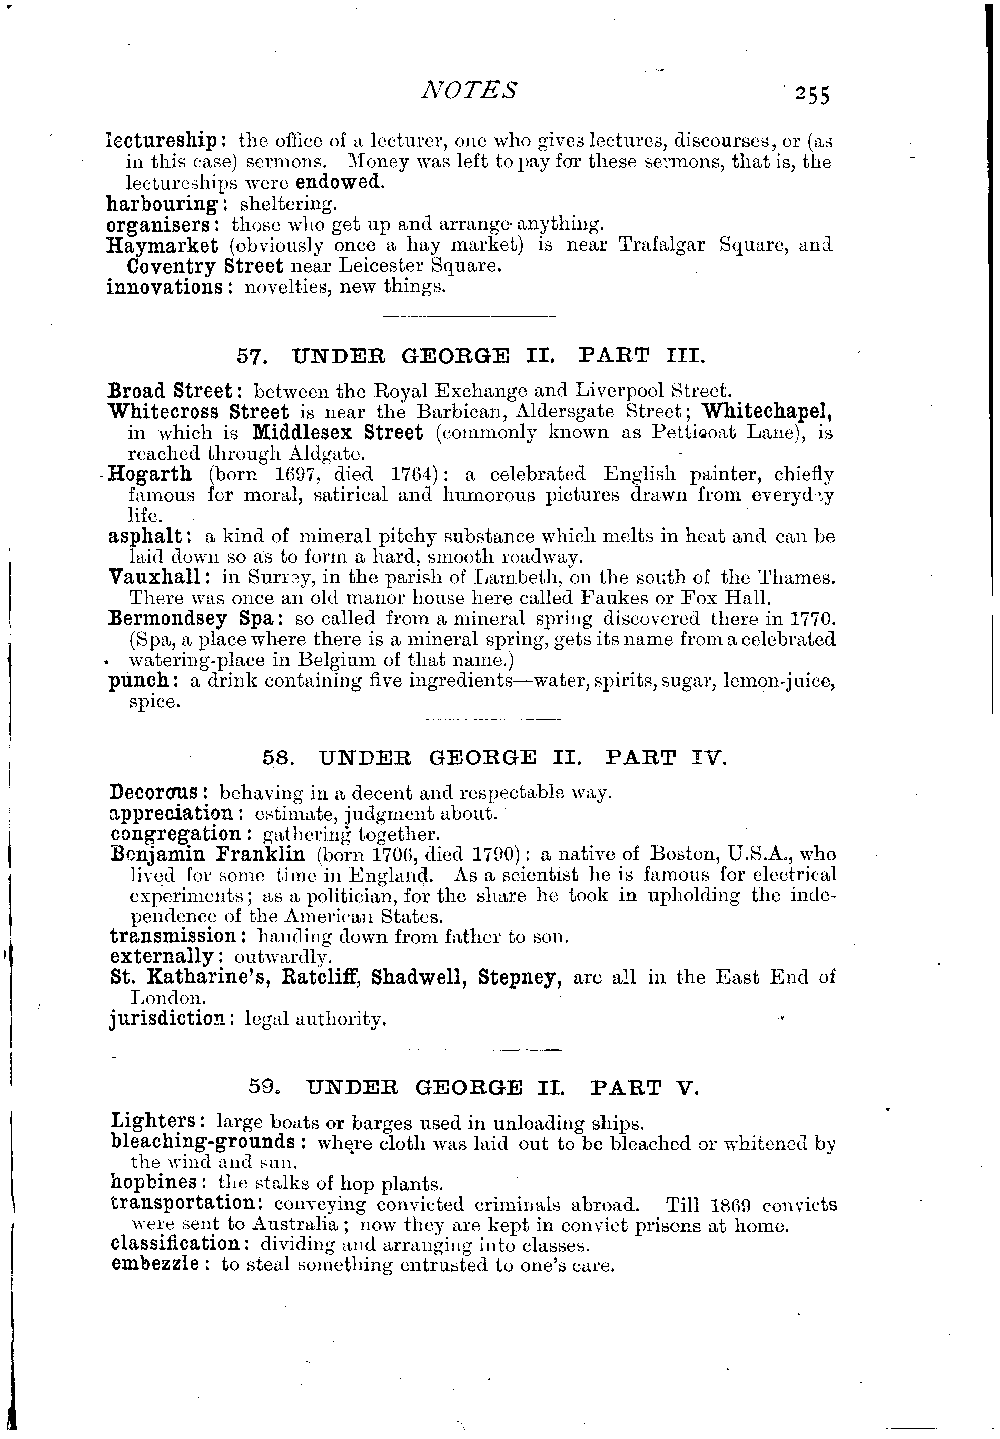 NOTES 255
lectureship: the office of a lecturer, one who gives lectures, discourses, or (as
in this case) sermons. Money was left to pay for these sermons, that is, the
lectureships were endowed.
harbouring: sheltering.
organisers: those who get up and arrange anything.
Haymarket (obviously once a hay market) is near Trafalgar Square, and
Coventry Street near Leicester Square.
innovations: novelties, new things.
57. UNDER GEORGE II. PART III.
Broad Street: between the Royal Exchange and Liverpool Street.
Whitecross Street is near the Barbican, Aldersgate Street; Whitechapel,
in which is Middlesex Street (commonly known as Petticoat Lane), is
reached through Aldgate.
Hogarth (born 1697, died 1764): a celebrated English painter, chiefly
famous for moral, satirical and humorous pictures drawn from everyday
life.
asphalt: a kind of mineral pitchy substance which melts in heat and can be
laid down so as to form a hard, smooth roadway.
Vauxhall: in Surrey, in the parish of Lambeth, on the south of the Thames.
There was once an old manor house here called Faukes or Fox Hall.
Bermondsey Spa: so called from a mineral spring discovered there in 1770.
(Spa, a place where there is a mineral spring, gets its name from a celebrated
watering-place in Belgium of that name.)
punch: a drink containing five ingredients—water, spirits, sugar, lemon-juice,
spice.
58. UNDER GEORGE II. PART IV.
Decorous: behaving in a decent and respectable way.
appreciation: estimate, judgment about.
congregation: gathering together.
Benjamin Franklin (born 1706, died 1790): a native of Boston, U.S.A., who
lived for some time in England. As a scientist he is famous for electrical
experiments; as a politician, for the share he took in upholding the inde-
pendence of the American States.
transmission: handing down from father to son.
externally: outwardly.
St. Katharine's, Ratcliff, Shadwell, Stepney, are all in the East End of
London.
jurisdiction: legal authority.
59. UNDER GEORGE II. PART V.
Lighters: large boats or barges used in unloading ships.
bleaching-grounds: where cloth was laid out to be bleached or whitened by
the wind and sun.
hopbines: the stalks of hop plants.
transportation: conveying convicted criminals abroad. Till 1869 convicts
were sent to Australia; now they are kept in convict prisons at home.
classification: dividing and arranging into classes.
embezzle: to steal something entrusted to one's care.